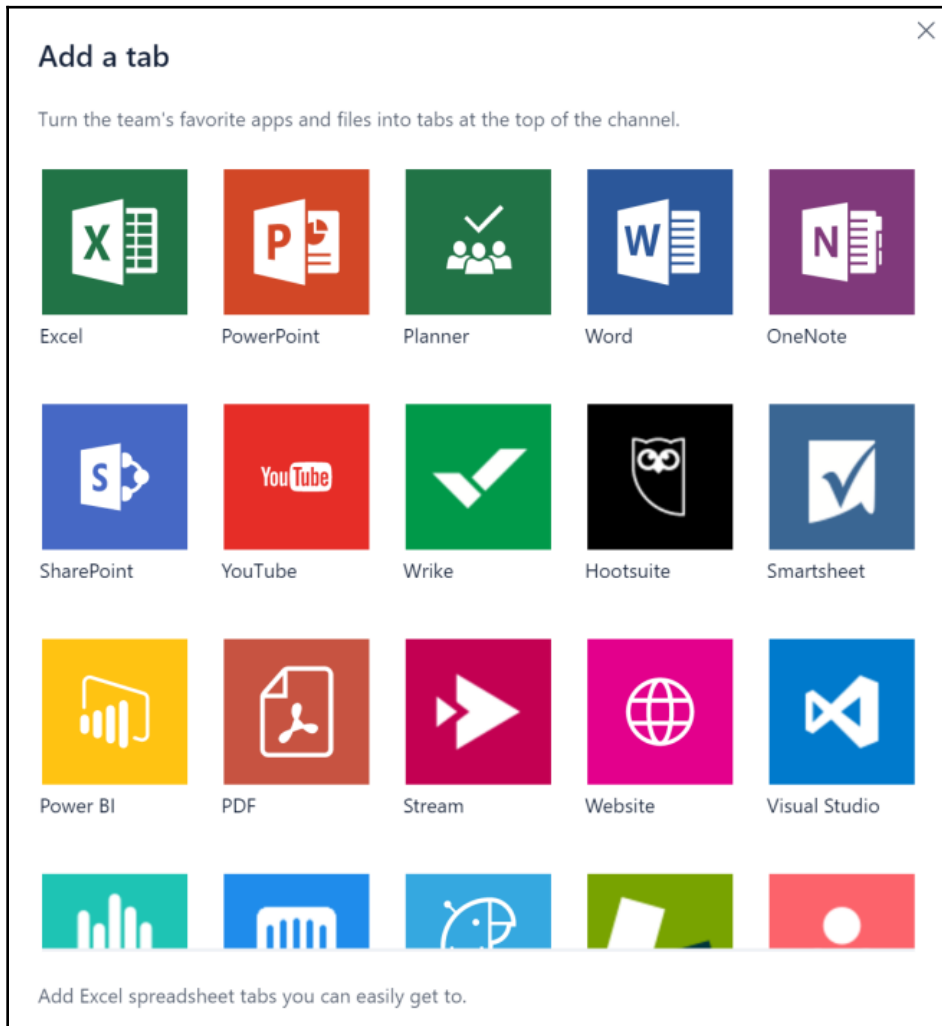 Add a tab
Turn the team's favorite apps and files into tabs at the top of the channel.
X P W N
Excel PowerPoint Planner Word OneNote
S YouTube
SharePoint YouTube Wrike Hootsuite Smartsheet
Power BI PDF Stream Website Visual Studio
Add Excel spreadsheet tabs you can easily get to.